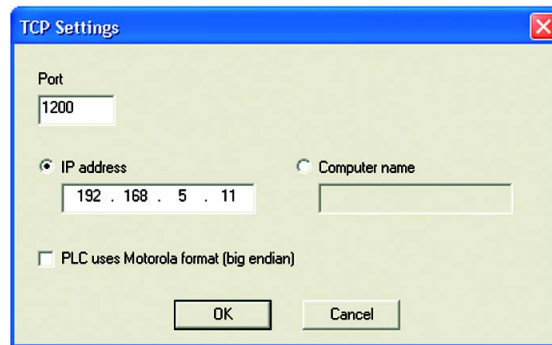 TCP Settings
Port
1200
IP address
Computer name
192 . 168 . 5 . 11
PLC uses Motorola format (big endian)
OK
Cancel